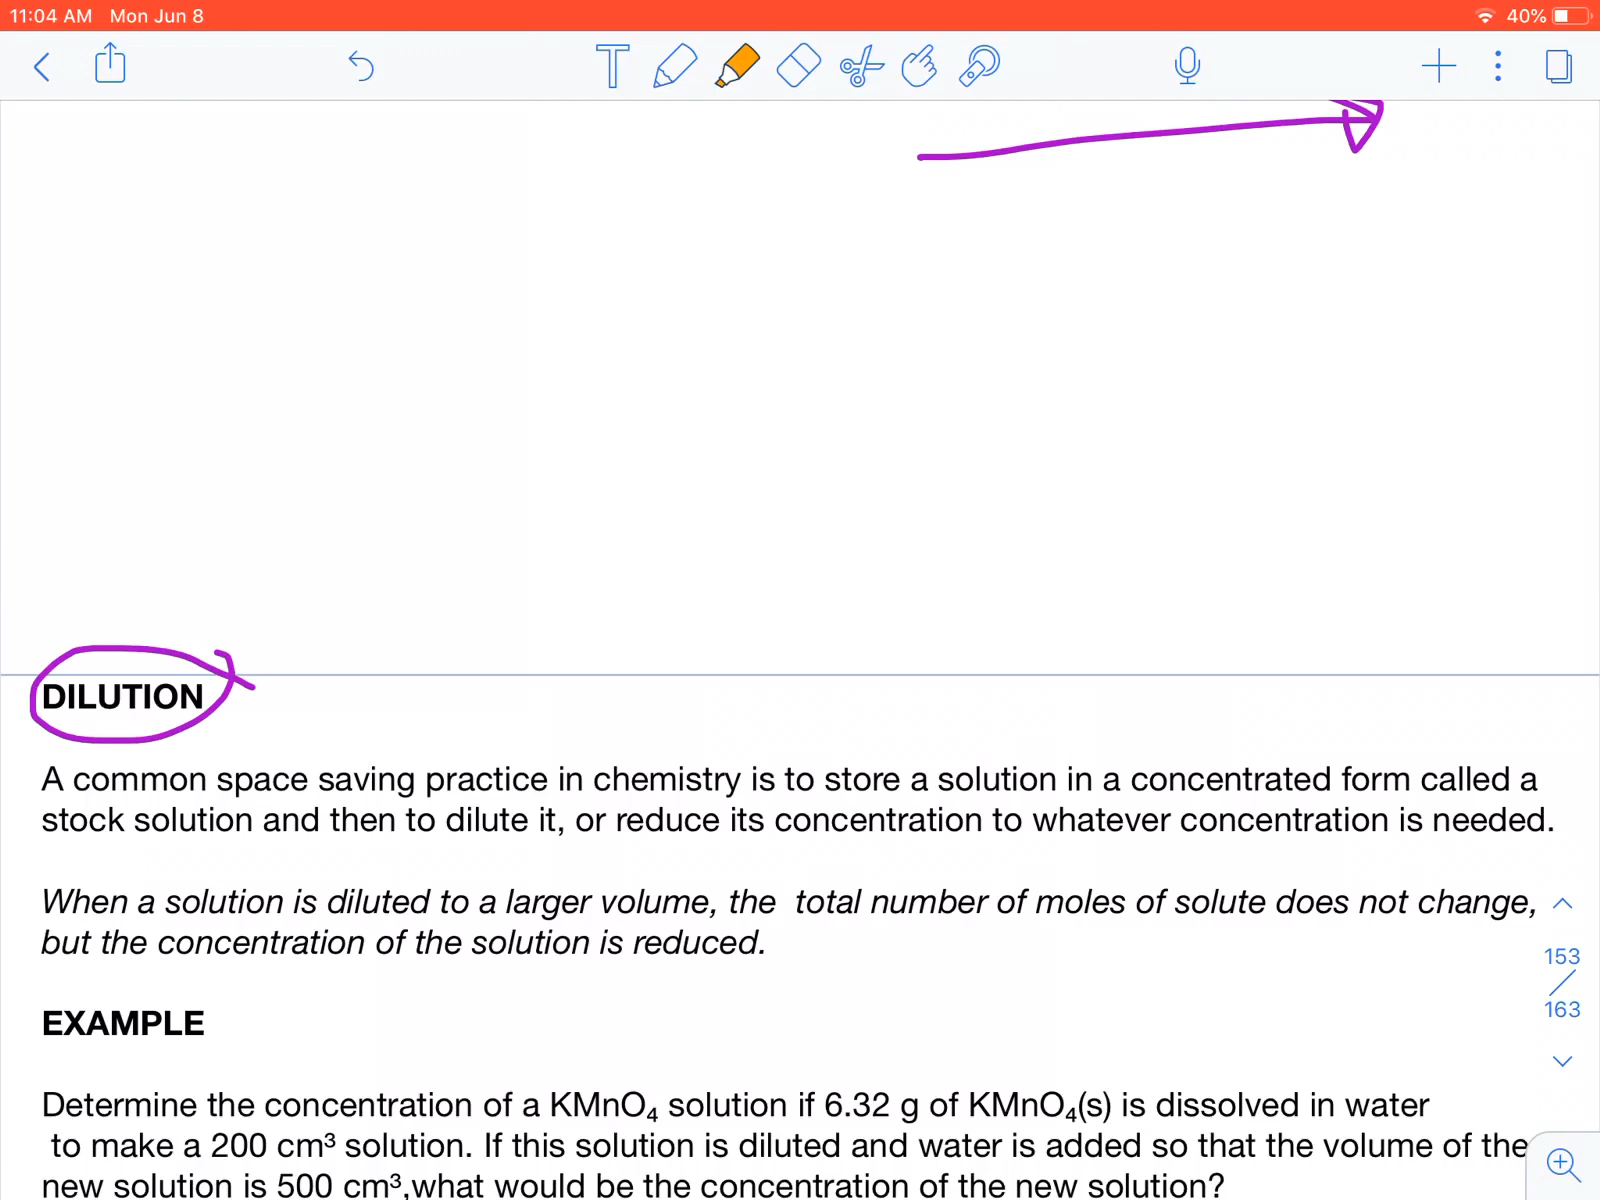 11:04 AM Mon Jun 8 40%
DILUTION
A common space saving practice in chemistry is to store a solution in a concentrated form called a
stock solution and then to dilute it, or reduce its concentration to whatever concentration is needed.
When a solution is diluted to a larger volume, the  total number of moles of solute does not change,
but the concentration of the solution is reduced.
153
163
EXAMPLE
Determine the concentration of a KMnO₄ solution if 6.32 g of KMnO₄(s) is dissolved in water
to make a 200 cm³ solution. If this solution is diluted and water is added so that the volume of the
new solution is 500 cm³,what would be the concentration of the new solution?